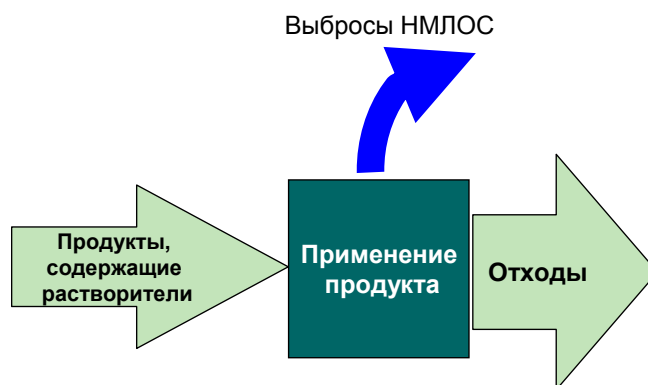 Выбросы НМЛОС
Продукты,
содержащие
растворители
Применение
продукта
Отходы